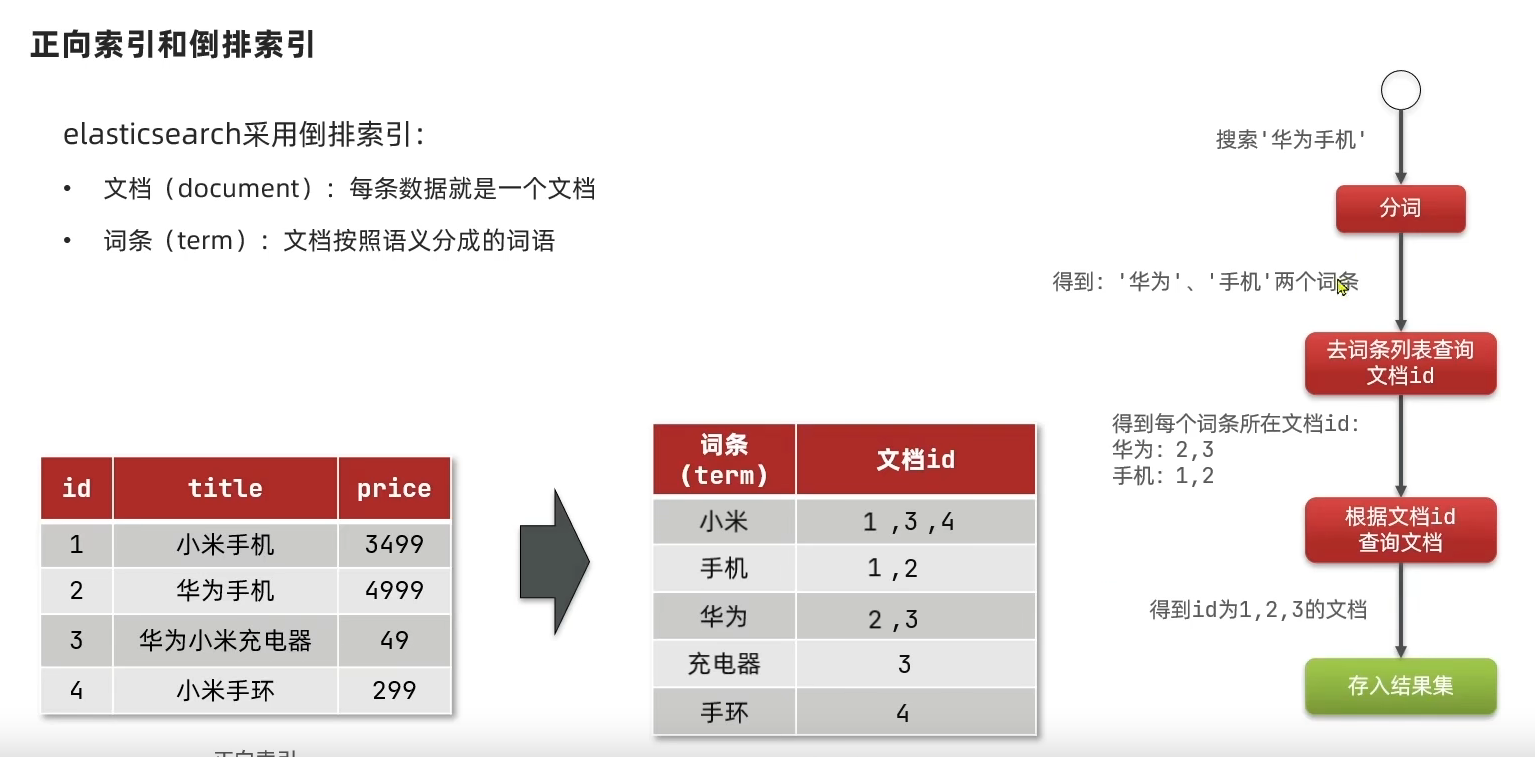 正向索引和倒排索引
elasticsearch采用倒排索引：
• 文档（document）：每条数据就是一个文档
• 词条（term）：文档按照语义分成的词语
id title price
1 小米手机 3499
2 华为手机 4999
3 华为小米充电器 49
4 小米手环 299
正向索引
词条
(term) 文档id
小米 1 ,3 ,4
手机 1 ,2
华为 2 ,3
充电器 3
手环 4
搜索'华为手机'
分词
得到：'华为'、'手机'两个词条
去词条列表查询
文档id
得到每个词条所在文档id：
华为：2,3
手机：1,2
根据文档id
查询文档
得到id为1,2,3的文档
存入结果集